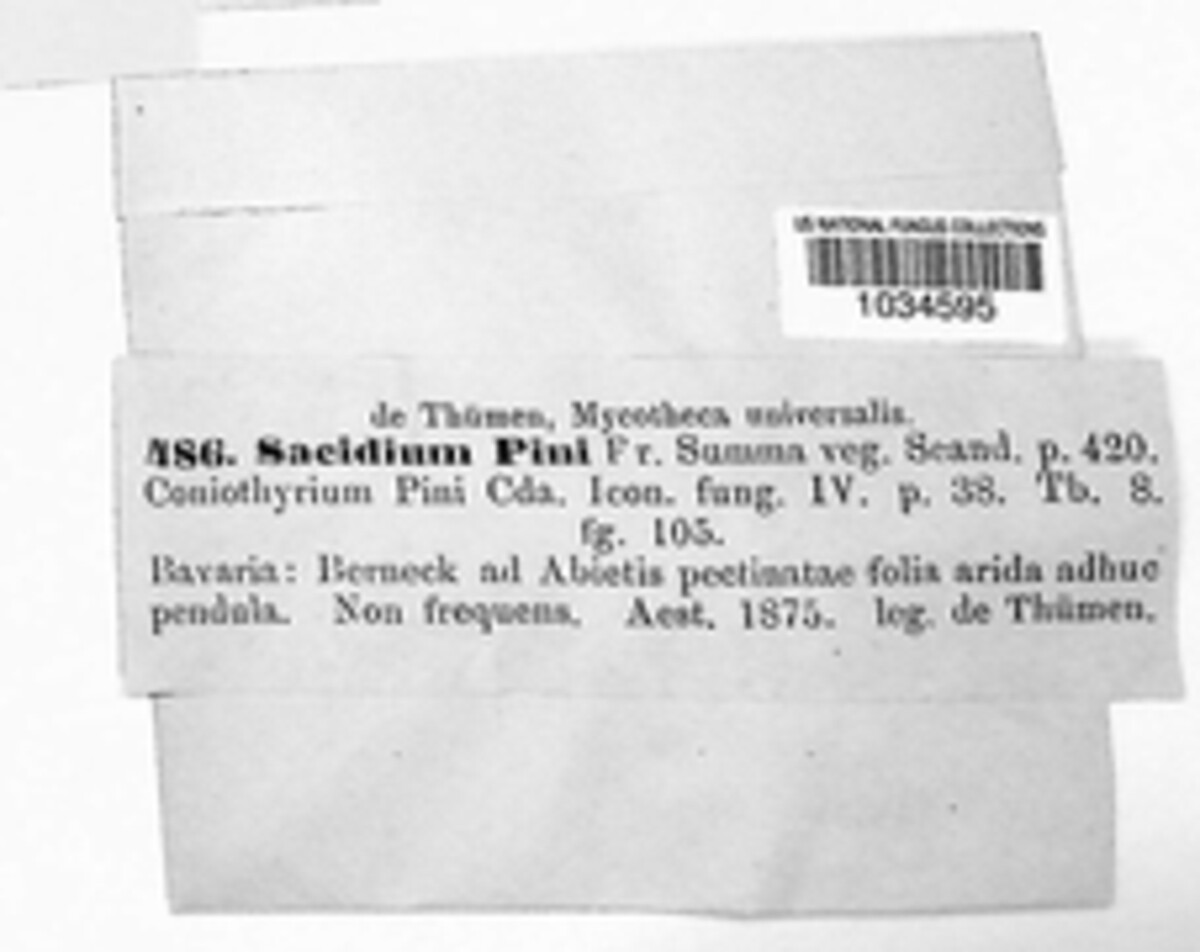 US NATIONAL FUNGUS COLLECTIONS
1034595
de Thümen, Mycotheca universalis.
486. Sacidium Pini Fr. Summa veg. Scand. p. 420.
Coniothyrium Pini Cda. Icon. fung. IV. p. 38. Tb. 8.
fg. 105.
Bavaria: Berneck ad Abietis pectinatae folia arida adhuc
pendula. Non frequens. Aest. 1875. leg. de Thümen.